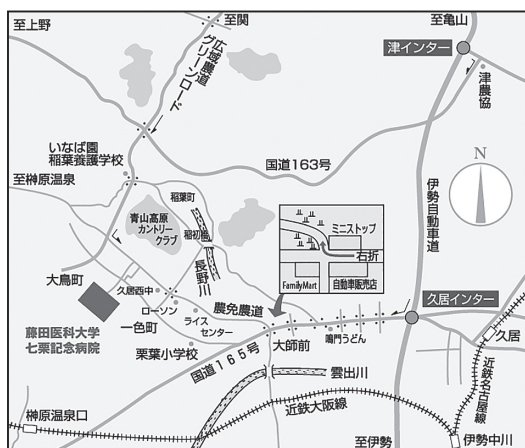 至上野
至関
至亀山
広域農道
グリーンロード
津インター
津農協
いなば園
稲葉養護学校
国道163号
至榊原温泉
N
稲葉町
青山高原
カントリー
クラブ
稲初橋
長野川
伊勢自動車道
ミニストップ
右折
FamilyMart
自動車販売店
大鳥町
久居西中
ローソン
農免農道
久居インター
一色町
ライス
センター
大師前
鳴門うどん
久居
藤田医科大学
七栗記念病院
栗葉小学校
国道165号
雲出川
近鉄名古屋線
榊原温泉口
近鉄大阪線
至伊勢
伊勢中川